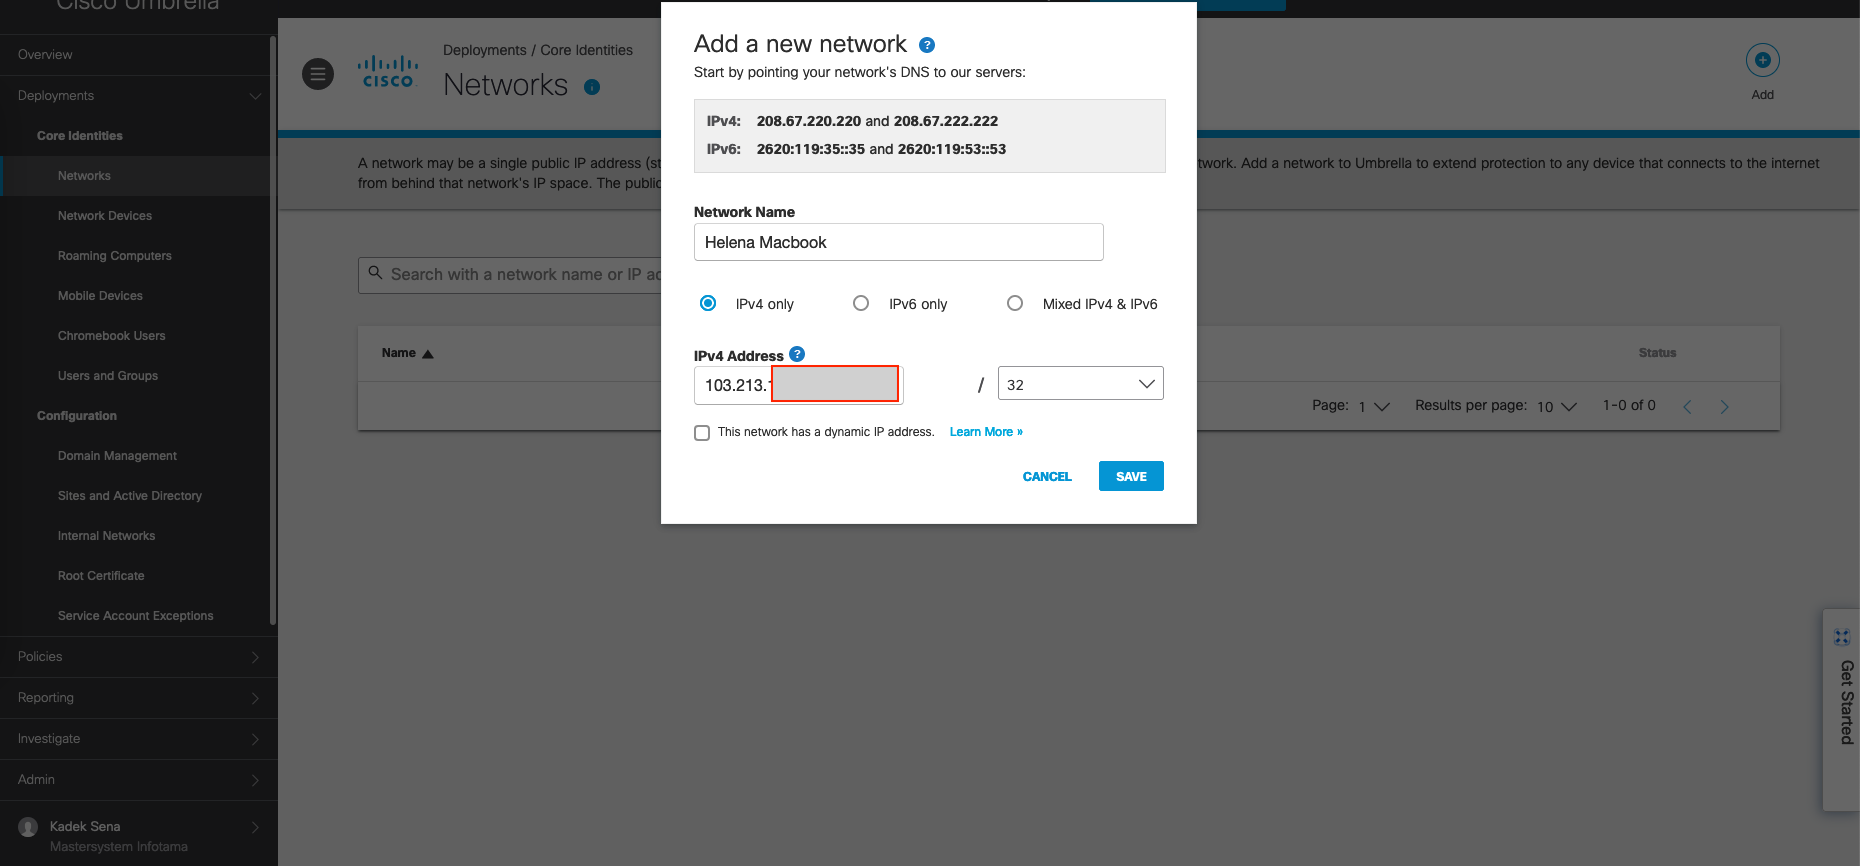 Cisco Umbrella
Overview
Deployments
Core Identities
Networks
Network Devices
Roaming Computers
Mobile Devices
Chromebook Users
Users and Groups
Configuration
Domain Management
Sites and Active Directory
Internal Networks
Root Certificate
Service Account Exceptions
Policies
Reporting
Investigate
Admin
Kadek Sena
Mastersystem Infotama
CISCO
Deployments / Core Identities
Networks
Add
A network may be a single public IP address (st
twork. Add a network to Umbrella to extend protection to any device that connects to the internet
from behind that network's IP space. The public
Search with a network name or IP ad
Name
Status
Page: 1
Results per page: 10
1-0 of 0
Add a new network ?
Start by pointing your network's DNS to our servers:
IPv4: 208.67.220.220 and 208.67.222.222
IPv6: 2620:119:35::35 and 2620:119:53::53
Network Name
Helena Macbook
IPv4 only
IPv6 only
Mixed IPv4 & IPv6
IPv4 Address ?
103.213.
/ 32
This network has a dynamic IP address. Learn More »
CANCEL
SAVE
Get Started